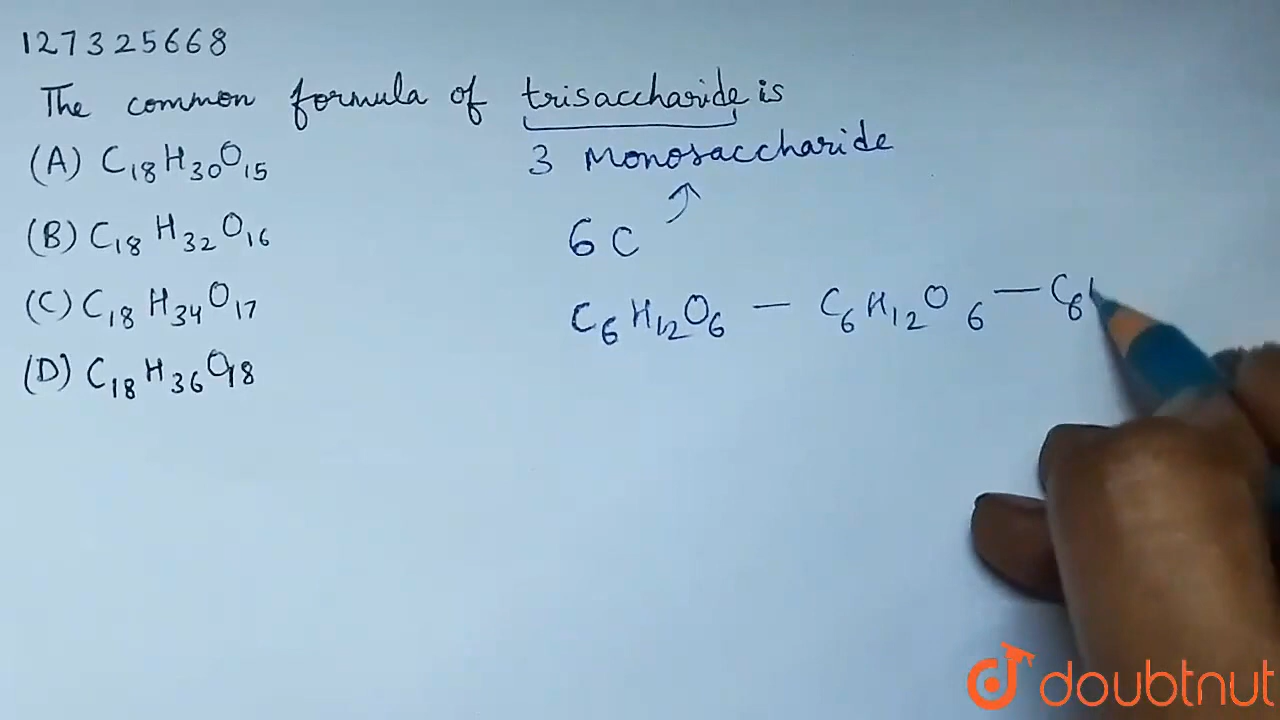 127325668
The common formula of trisaccharide is
(A) C18H30O15
3 Monosaccharide
(B) C18H32O16
6 C
(C) C18H34O17
C6H12O6 — C6H12O6 — C6
(D) C18H36O18
doubtnut